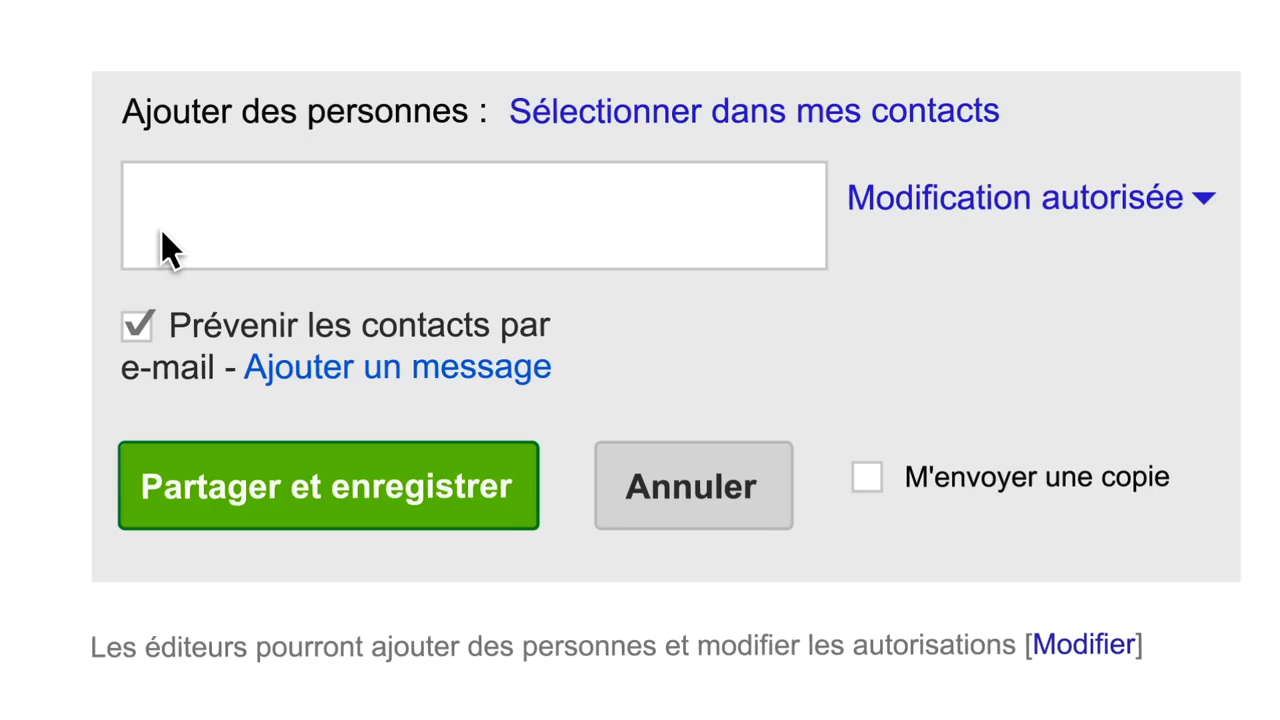 Ajouter des personnes : Sélectionner dans mes contacts
Modification autorisée
Prévenir les contacts par
e-mail - Ajouter un message
Partager et enregistrer Annuler M'envoyer une copie
Les éditeurs pourront ajouter des personnes et modifier les autorisations [Modifier]